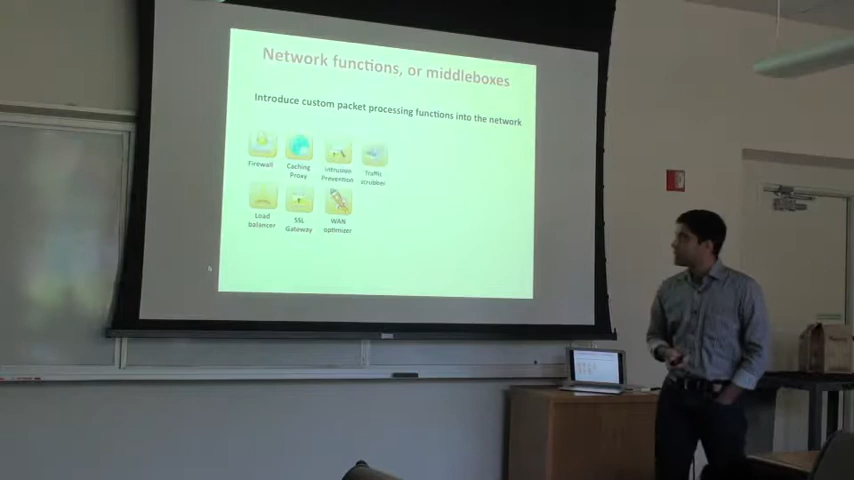 Network functions, or middleboxes
Introduce custom packet processing functions into the network
Firewall
Caching
Proxy
Intrusion
Prevention
Traffic
scrubber
Load
balancer
SSL
Gateway
WAN
optimizer